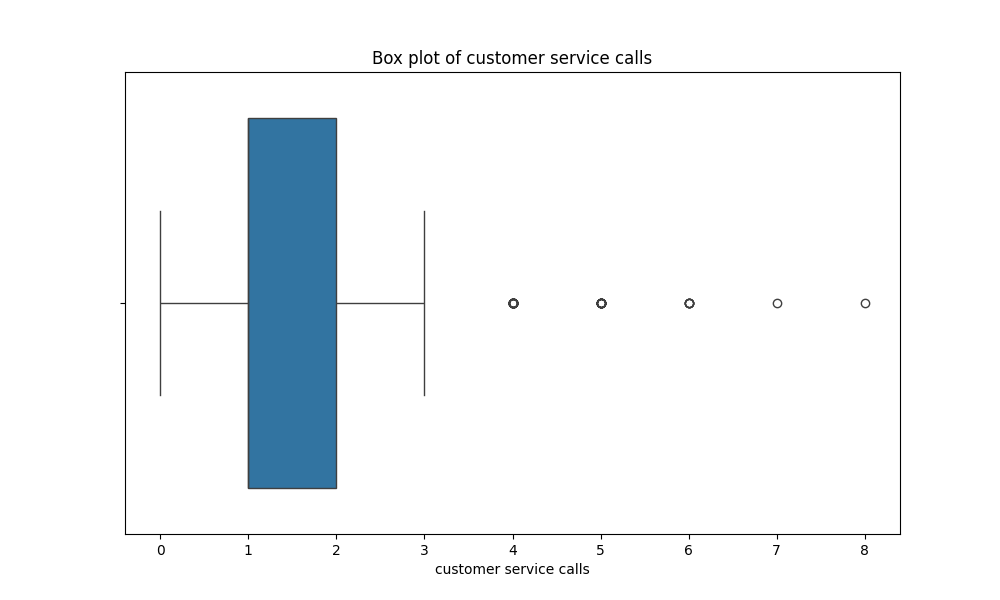 Box plot of customer service calls
0 1 2 3 4 5 6 7 8
customer service calls